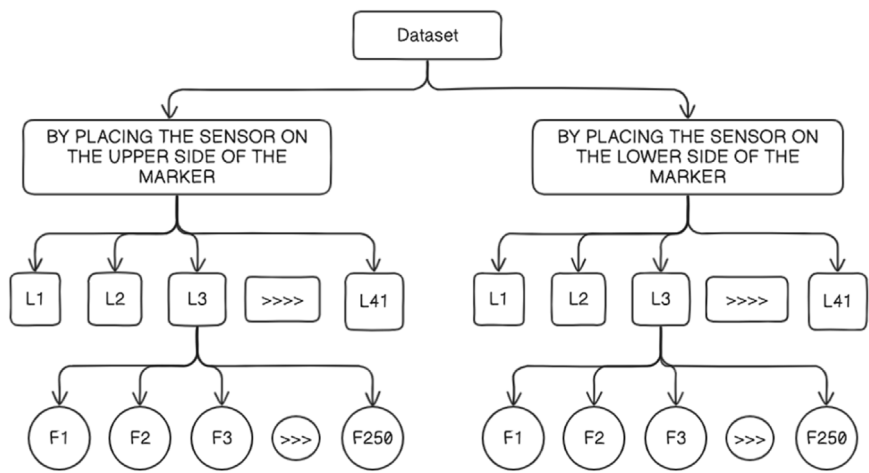 Dataset
BY PLACING THE SENSOR ON
THE UPPER SIDE OF THE
MARKER
BY PLACING THE SENSOR ON
THE LOWER SIDE OF THE
MARKER
L1 L2 L3 >>>> L41
L1 L2 L3 >>>> L41
F1 F2 F3 >>> F250
F1 F2 F3 >>> F250